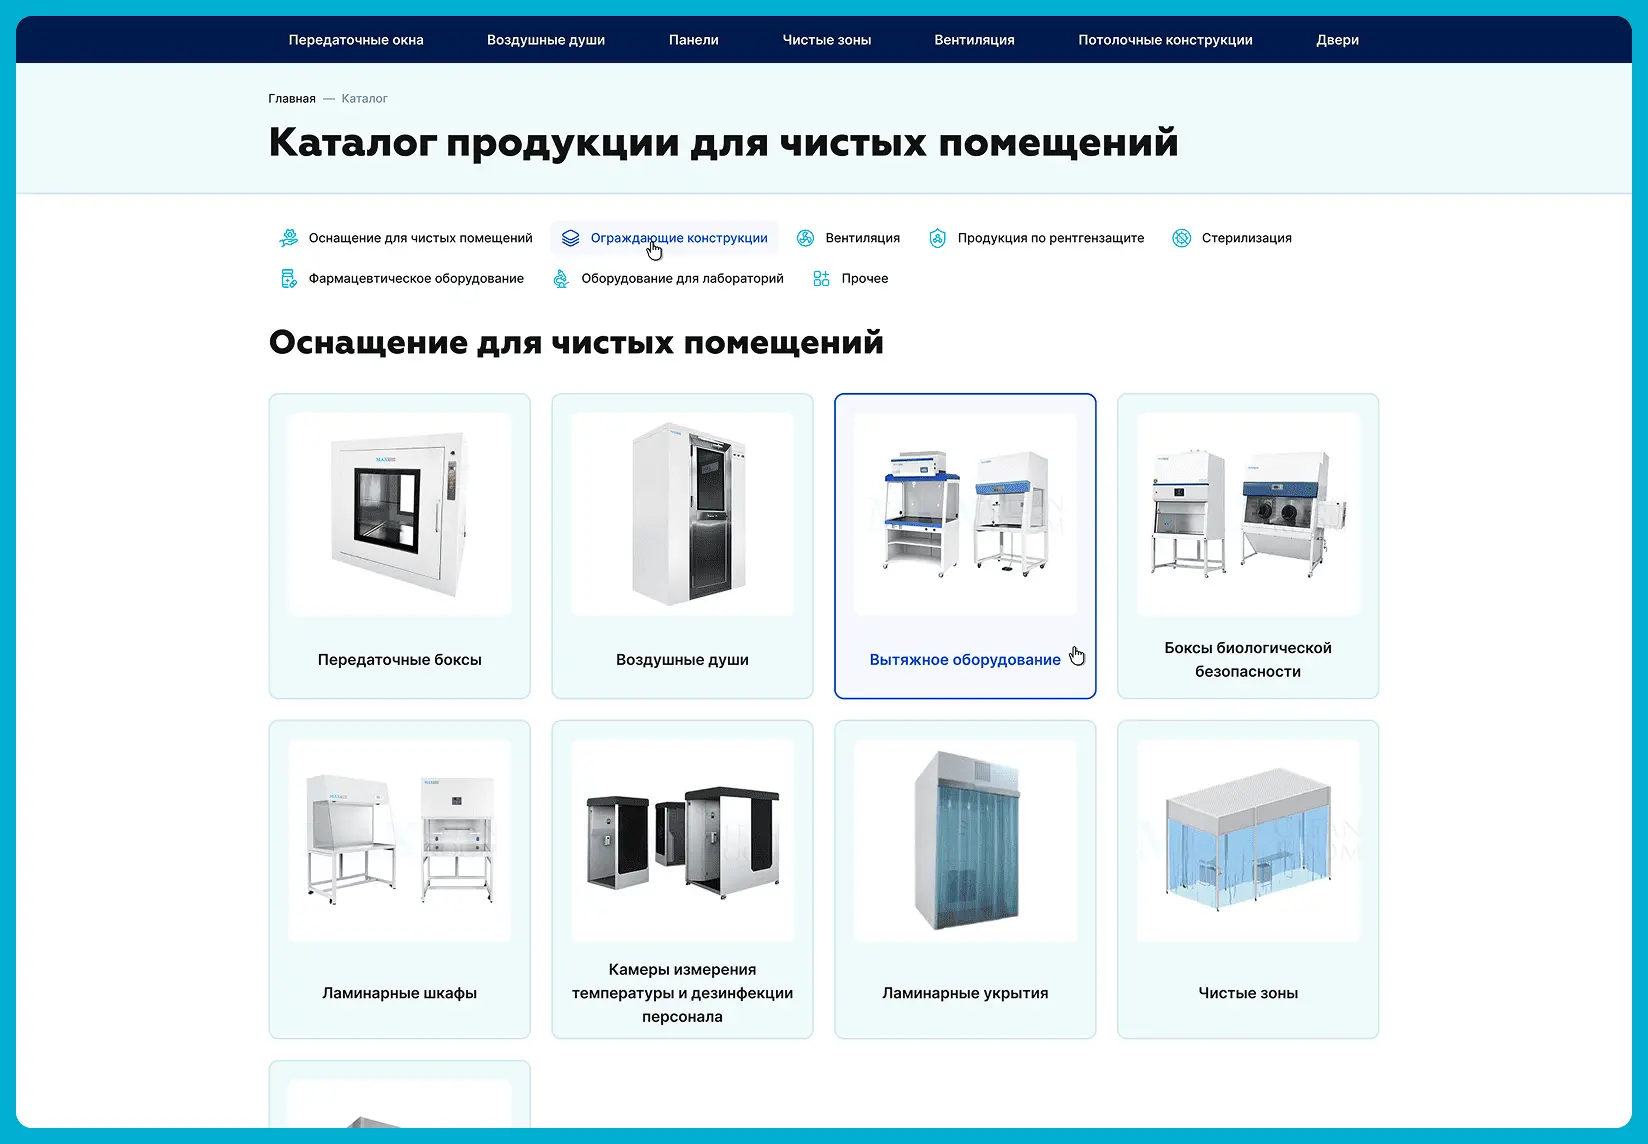 Передаточные окна
Воздушные души
Панели
Чистые зоны
Вентиляция
Потолочные конструкции
Двери
Главная — Каталог
Каталог продукции для чистых помещений
Оснащение для чистых помещений
Ограждающие конструкции
Вентиляция
Продукция по рентгензащите
Стерилизация
Фармацевтическое оборудование
Оборудование для лабораторий
Прочее
Оснащение для чистых помещений
Передаточные боксы
Воздушные души
Вытяжное оборудование
Боксы биологической
безопасности
Ламинарные шкафы
Камеры измерения
температуры и дезинфекции
персонала
Ламинарные укрытия
Чистые зоны